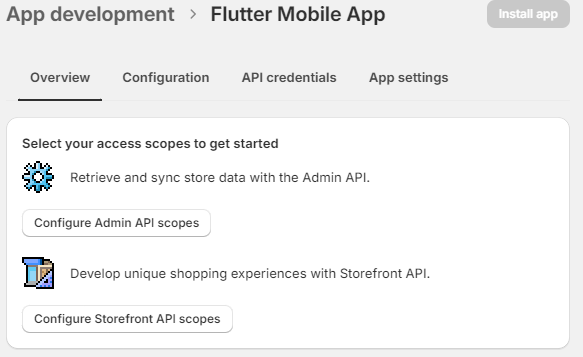 App development > Flutter Mobile App
Install app
Overview Configuration API credentials App settings
Select your access scopes to get started
Retrieve and sync store data with the Admin API.
Configure Admin API scopes
Develop unique shopping experiences with Storefront API.
Configure Storefront API scopes